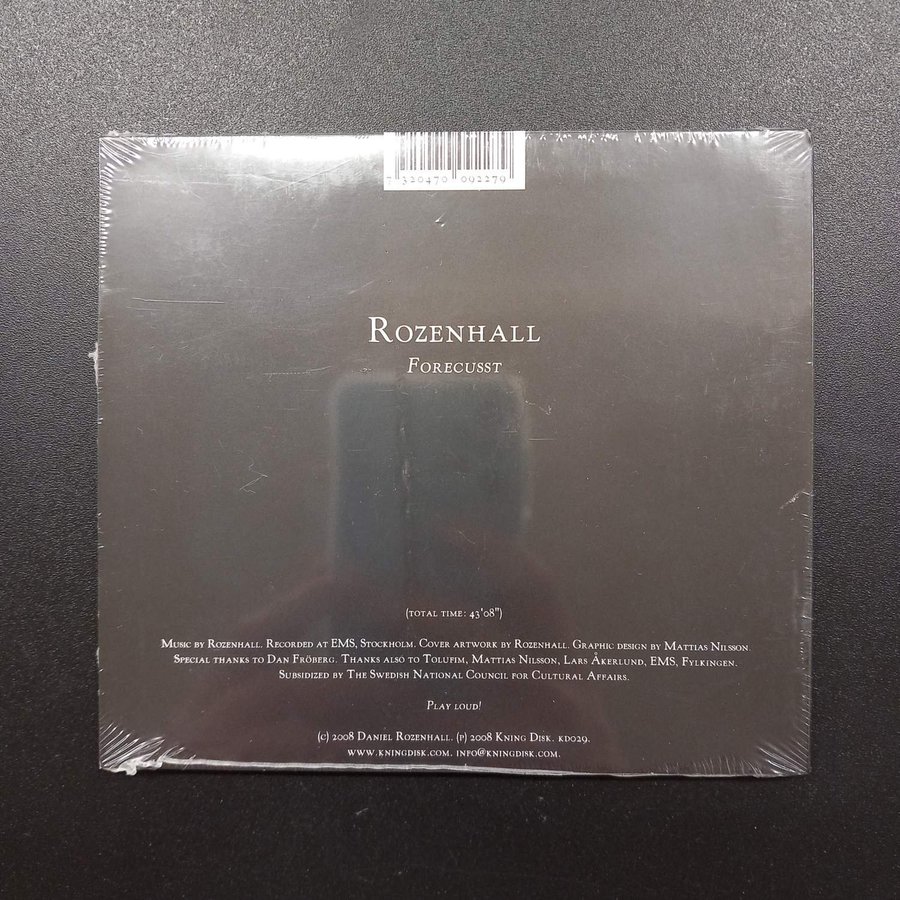 7 320470 092279
Rozenhall
Forecusst
(total time: 43'08")
Music by Rozenhall. Recorded at EMS, Stockholm. Cover artwork by Rozenhall. Graphic design by Mattias Nilsson.
Special thanks to Dan Fröberg. Thanks also to Tolufim, Mattias Nilsson, Lars Åkerlund, EMS, Fylkingen.
Subsidized by The Swedish National Council for Cultural Affairs.
Play loud!
(c) 2008 Daniel Rozenhall. (p) 2008 Kning Disk. kd029.
www.kningdisk.com. info@kningdisk.com.